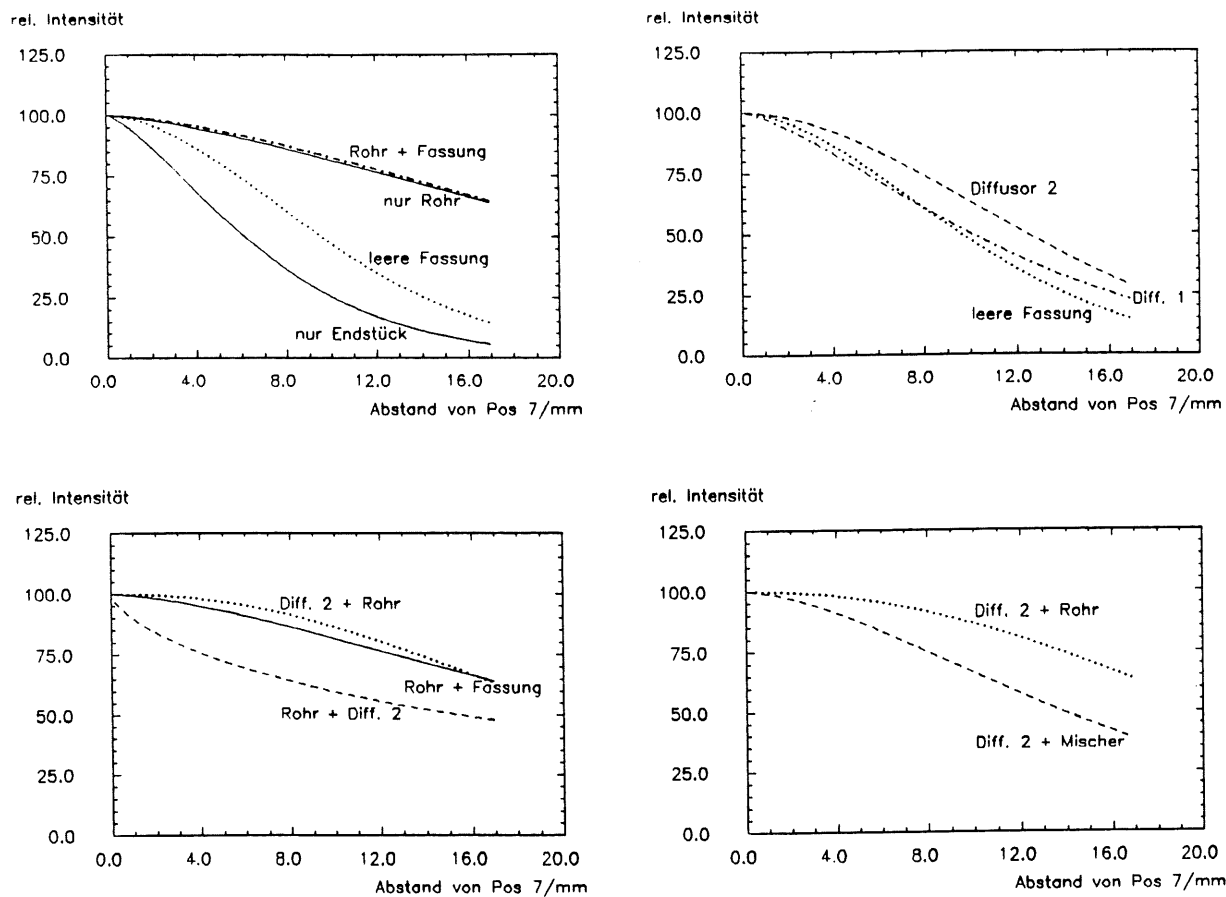 rel. Intensität
125.0
100.0
75.0
50.0
25.0
0.0
Rohr + Fassung
nur Rohr
leere Fassung
nur Endstück
0.0 4.0 8.0 12.0 16.0 20.0
Abstand von Pos 7/mm
rel. Intensität
125.0
100.0
75.0
50.0
25.0
0.0
Diffusor 2
Diff. 1
leere Fassung
0.0 4.0 8.0 12.0 16.0 20.0
Abstand von Pos 7/mm
rel. Intensität
125.0
100.0
75.0
50.0
25.0
0.0
Diff. 2 + Rohr
Rohr + Fassung
Rohr + Diff. 2
0.0 4.0 8.0 12.0 16.0 20.0
Abstand von Pos 7/mm
rel. Intensität
125.0
100.0
75.0
50.0
25.0
0.0
Diff. 2 + Rohr
Diff. 2 + Mischer
0.0 4.0 8.0 12.0 16.0 20.0
Abstand von Pos 7/mm